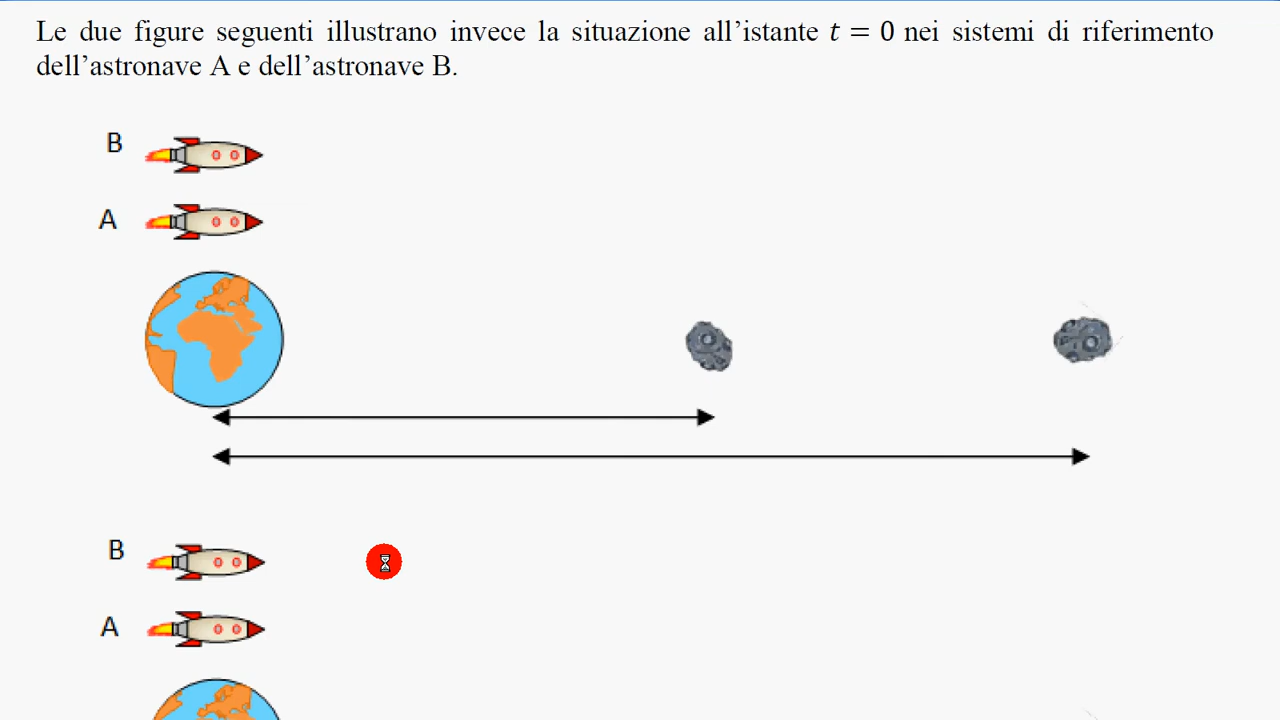 Le due figure seguenti illustrano invece la situazione all’istante t = 0 nei sistemi di riferimento
dell’astronave A e dell’astronave B.
B
A
B
A